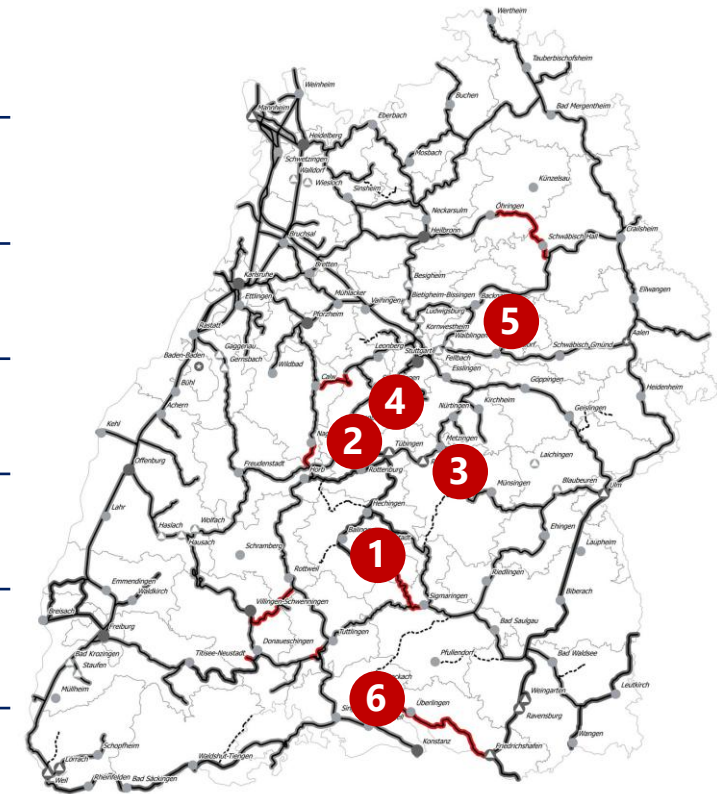 Wertheim
Tauberbischofsheim
Weinheim
Buchen
Mannheim
Eberbach
Bad Mergentheim
Heidelberg
Schwetzingen
Mosbach
Walldorf
Wiesloch
Sinsheim
Künzelsau
Neckarsulm
Öhringen
Heilbronn
Schwäbisch Hall
Crailsheim
Bruchsal
Bretten
Besigheim
Karlsruhe
Ettlingen
Mühlacker
Vaihingen
Bietigheim-Bissingen
Ellwangen
Pforzheim
Ludwigsburg
Kornwestheim
5
Rastatt
Waiblingen
Aalen
Gaggenau
Leonberg
Stuttgart
Fellbach
Schwäbisch Gmünd
Baden-Baden
Gernsbach
Wildbad
Esslingen
Bühl
Göppingen
Heidenheim
Achern
4
Nürtingen
Kirchheim
Geislingen
Kehl
2
Tübingen
Metzingen
Laichingen
Offenburg
Freudenstadt
Horb
Rottenburg
3
Münsingen
Blaubeuren
Ulm
Lahr
Haslach
Wolfach
Hausach
Hechingen
Ehingen
Schramberg
1
Laupheim
Emmendingen
Waldkirch
Rottweil
Riedlingen
Breisach
Villingen-Schwenningen
Sigmaringen
Biberach
Freiburg
Tuttlingen
Bad Saulgau
Bad Krozingen
Staufen
Titisee-Neustadt
Donaueschingen
Pfullendorf
Bad Waldsee
Müllheim
6
Überlingen
Weingarten
Leutkirch
Ravensburg
Schopfheim
Konstanz
Friedrichshafen
Wangen
Lörrach
Waldshut-Tiengen
Weil
Rheinfelden
Bad Säckingen